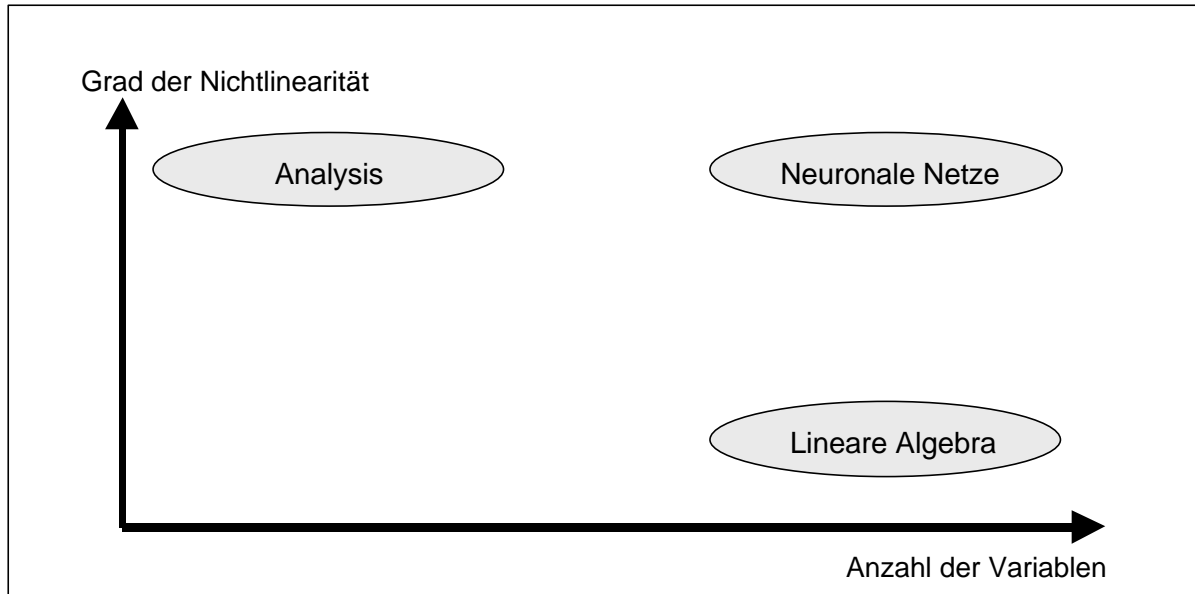 Grad der Nichtlinearität
Analysis
Neuronale Netze
Lineare Algebra
Anzahl der Variablen